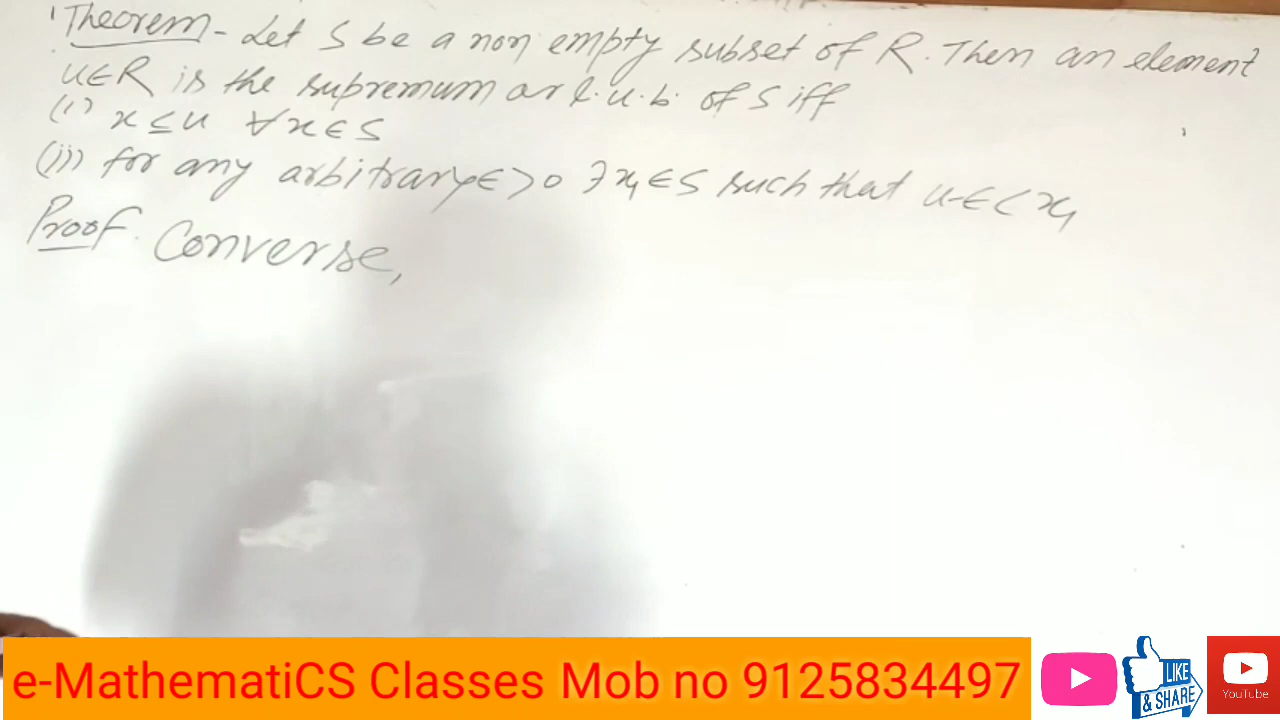 Theorem - Let S be a non empty subset of R. Then an element
u∈R is the supremum or l.u.b. of S iff
(i) x ≤ u ∀ x ∈ S
(ii) for any arbitrary ∈ > 0 ∃ x₁ ∈ S such that u-∈ < x₁
Proof. Converse,
e-MathematiCS Classes Mob no 9125834497
LIKE
& SHARE
YouTube